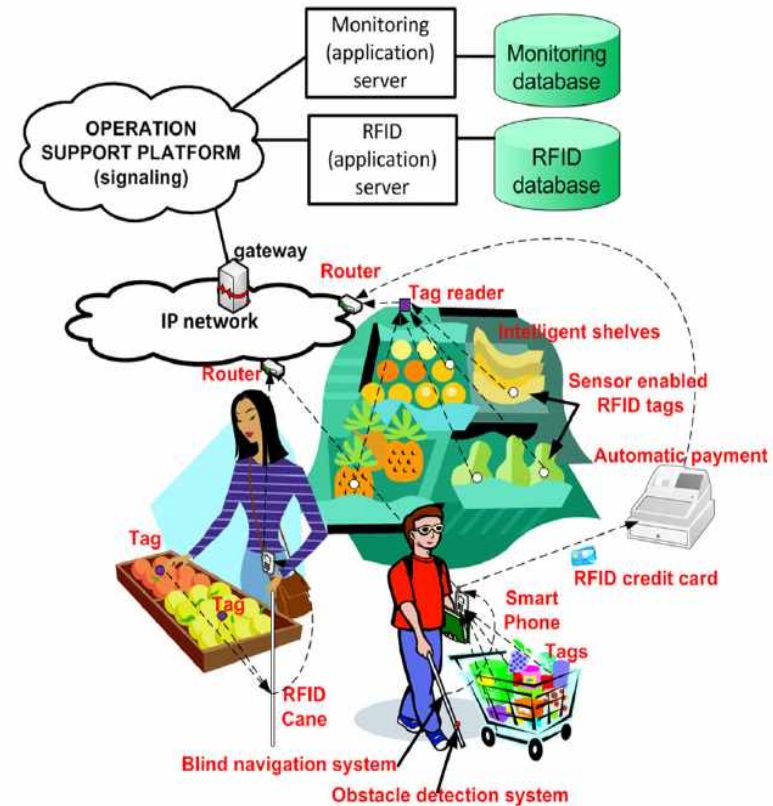 Monitoring
(application)
server
Monitoring
database
OPERATION
SUPPORT PLATFORM
(signaling)
RFID
(application)
server
RFID
database
gateway
Router
IP network
Tag reader
Intelligent shelves
Router
Sensor enabled
RFID tags
Automatic payment
Tag
Tag
RFID credit card
Smart
Phone
Tags
RFID
Cane
Blind navigation system
Obstacle detection system